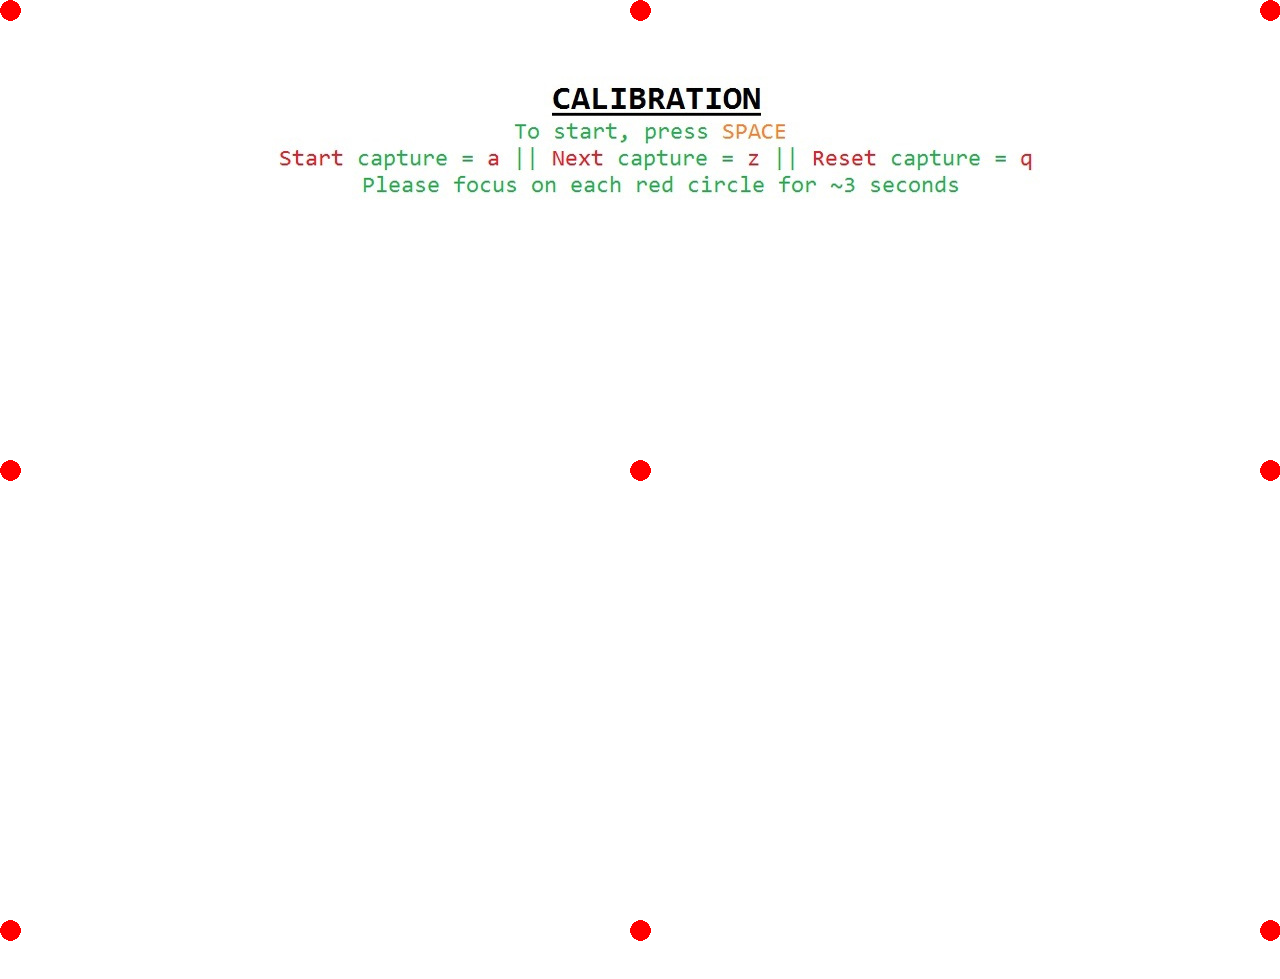 CALIBRATION
To start, press SPACE
Start capture = a || Next capture = z || Reset capture = q
Please focus on each red circle for ~3 seconds